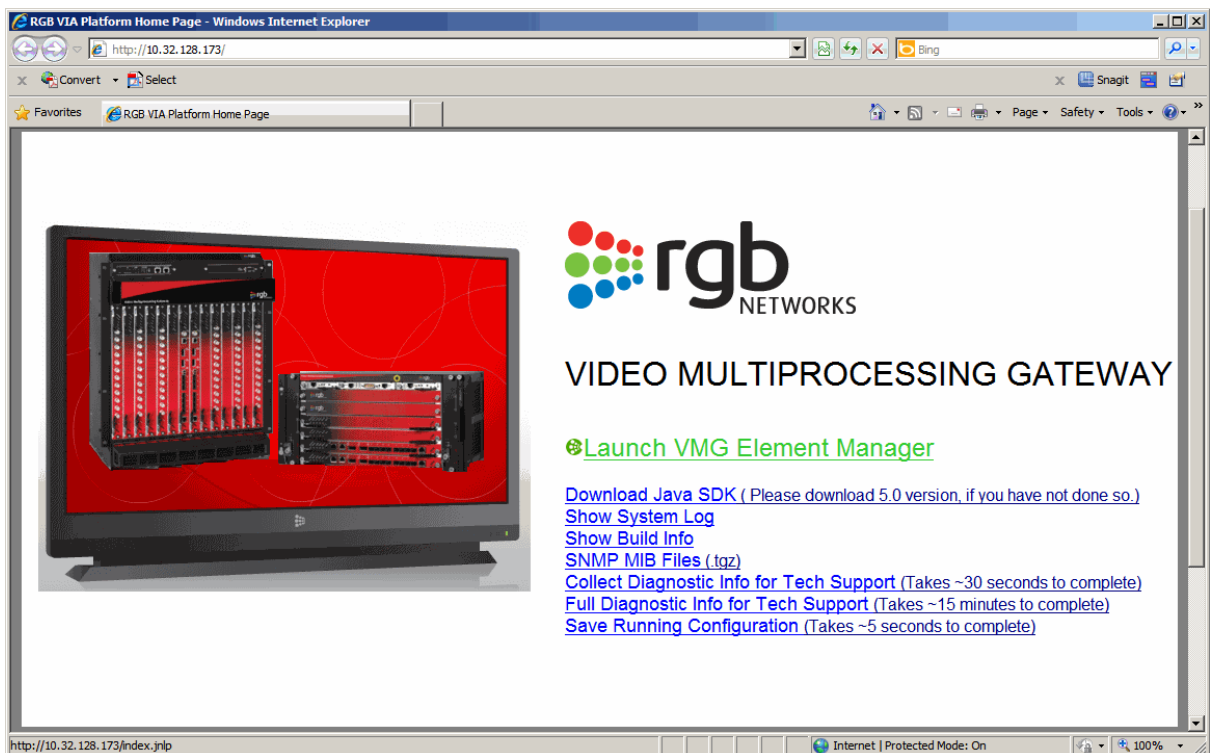 RGB VIA Platform Home Page - Windows Internet Explorer
http://10.32.128.173/
Bing
x Convert Select
x Snagit
Favorites RGB VIA Platform Home Page
Page Safety Tools
rgb
NETWORKS
VIDEO MULTIPROCESSING GATEWAY
Launch VMG Element Manager
Download Java SDK ( Please download 5.0 version, if you have not done so.)
Show System Log
Show Build Info
SNMP MIB Files (.tgz)
Collect Diagnostic Info for Tech Support (Takes ~30 seconds to complete)
Full Diagnostic Info for Tech Support (Takes ~15 minutes to complete)
Save Running Configuration (Takes ~5 seconds to complete)
http://10.32.128.173/index.jnlp
Internet | Protected Mode: On
100%